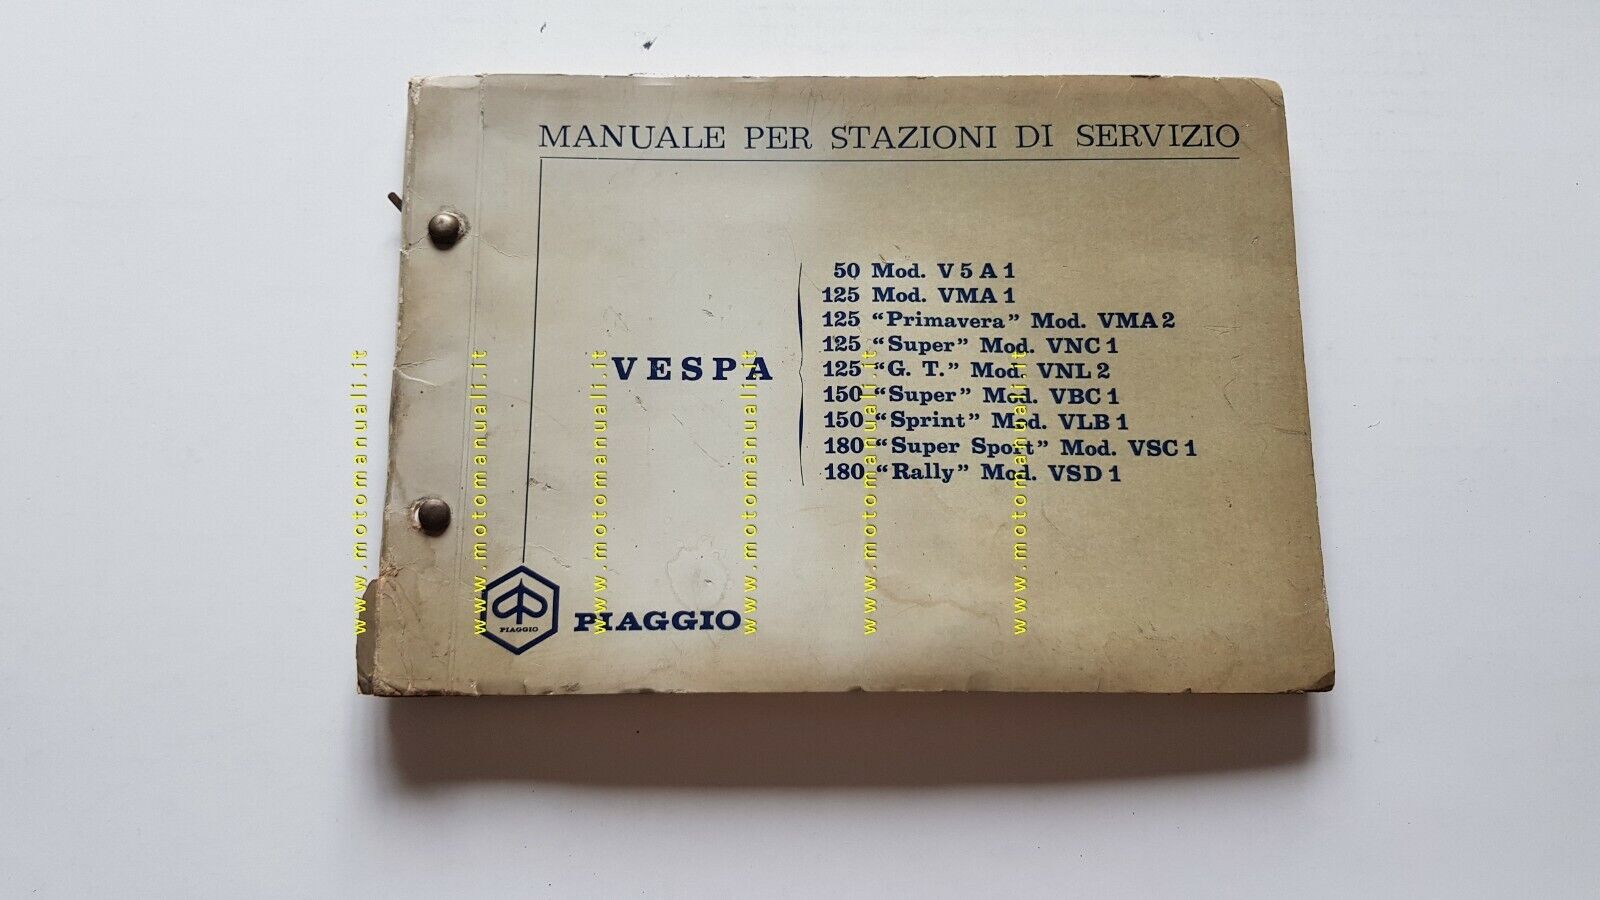 MANUALE PER STAZIONI DI SERVIZIO
VESPA
50 Mod. V5A1
125 Mod. VMA1
125 “Primavera” Mod. VMA2
125 “Super” Mod. VNC1
125 “G. T.” Mod. VNL2
150 “Super” Mod. VBC1
150 “Sprint” Mod. VLB1
180 “Super Sport” Mod. VSC1
180 “Rally” Mod. VSD1
PIAGGIO
PIAGGIO
www.motomanuali.it
www.motomanuali.it
www.motomanuali.it
www.motomanuali.it
www.motomanuali.it
www.motomanuali.it